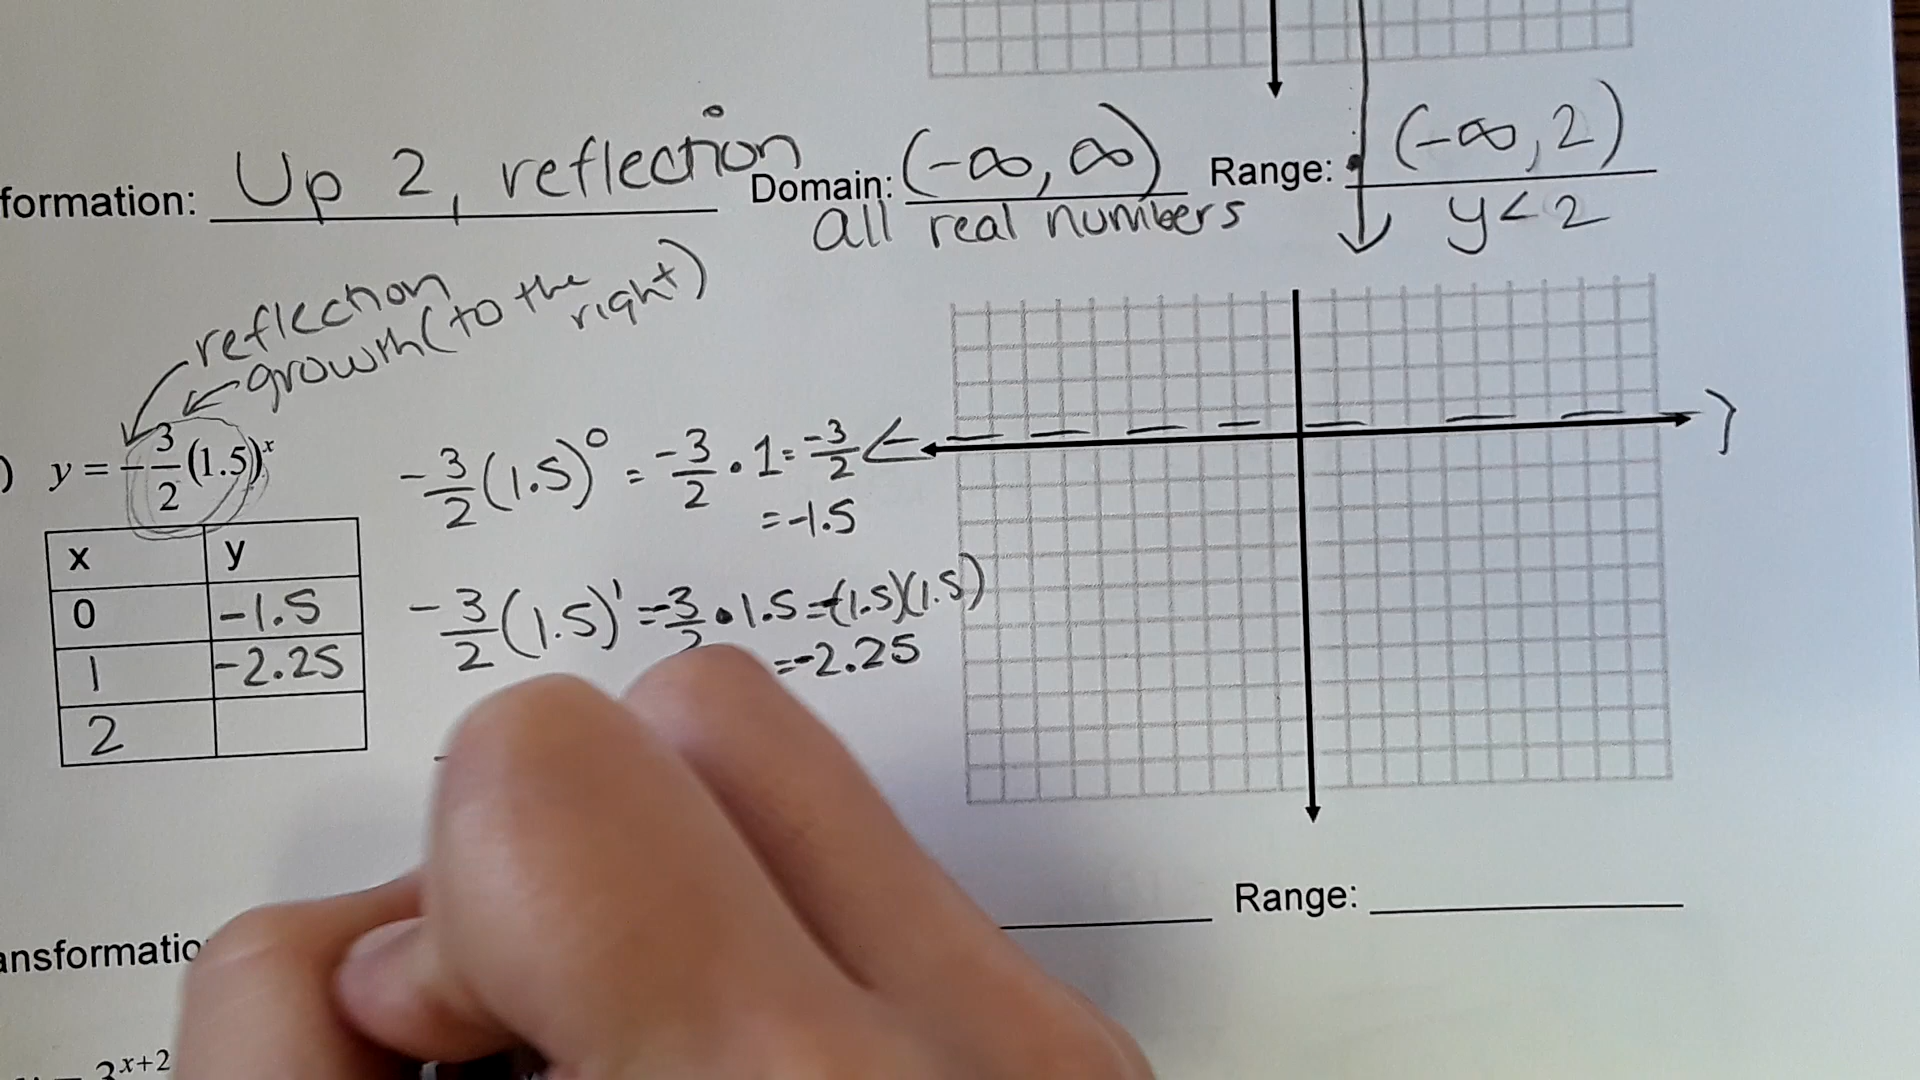 formation: Up 2, reflection Domain: (-∞, ∞) Range: (-∞, 2)
all real numbers y < 2
reflection
growth (to the right)
) y = -3/2(1.5)^x
-3/2(1.5)^0 = -3/2 · 1 = -3/2
= -1.5
x y
0 -1.5
1 -2.25
2
-3/2(1.5)^1 = -3/2 · 1.5 = -(1.5)(1.5)
= -2.25
Range:
ansformatio
3^x+2